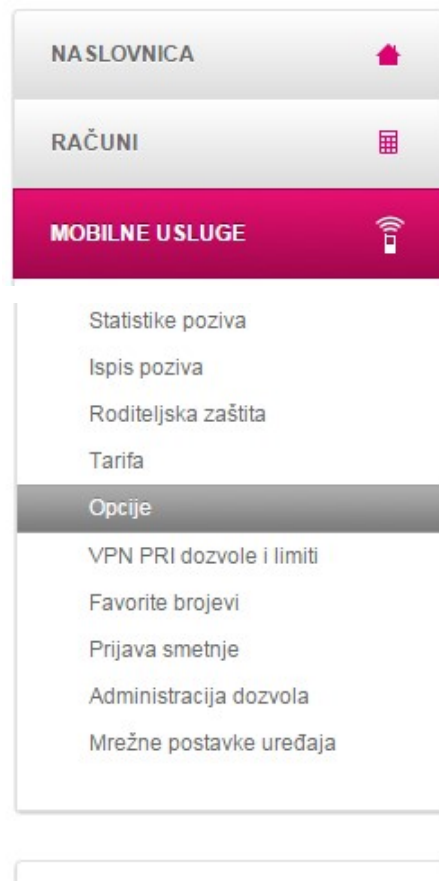 NASLOVNICA
RAČUNI
MOBILNE USLUGE
Statistike poziva
Ispis poziva
Roditeljska zaštita
Tarifa
Opcije
VPN PRI dozvole i limiti
Favorite brojevi
Prijava smetnje
Administracija dozvola
Mrežne postavke uređaja